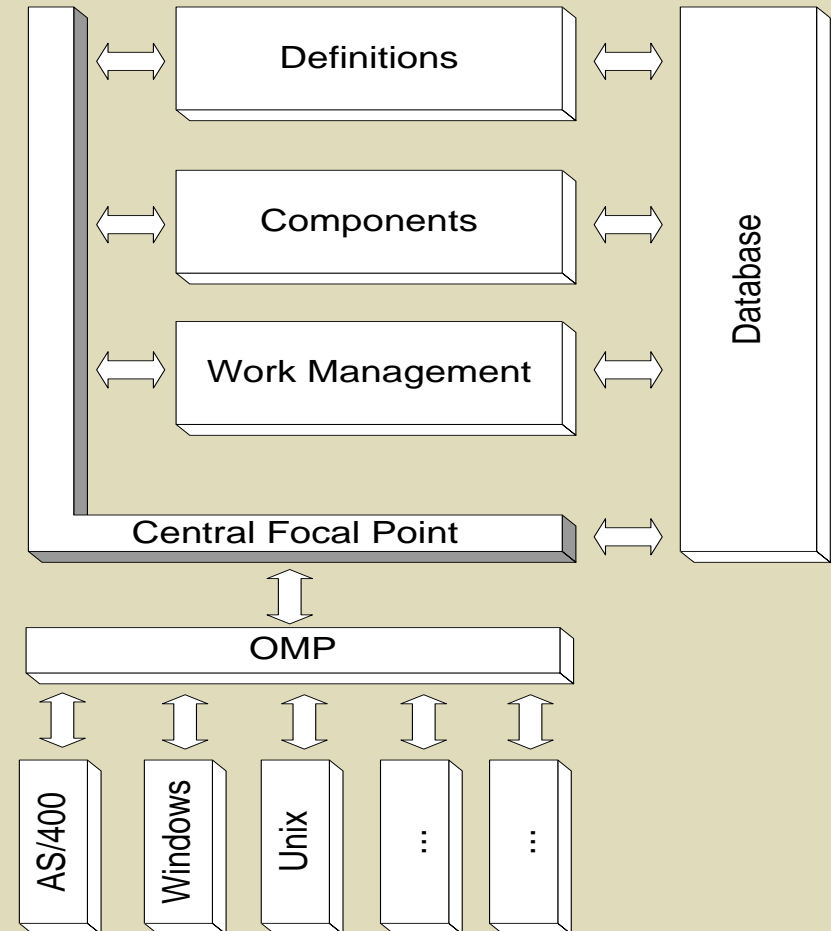 Definitions
Components
Work Management
Database
Central Focal Point
OMP
AS/400
Windows
Unix
...
...